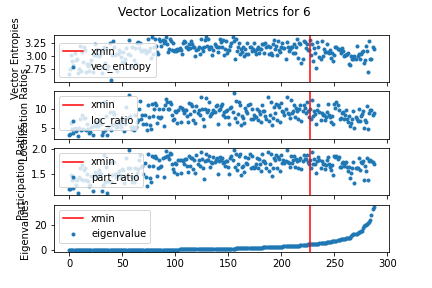 Vector Localization Metrics for 6
Vector Entropies
3.25
3.00
2.75
xmin
vec_entropy
Localization Ratios
10
5
xmin
loc_ratio
Participation Ratios
2.0
1.5
xmin
part_ratio
Eigenvalues
20
0
xmin
eigenvalue
0 50 100 150 200 250 300